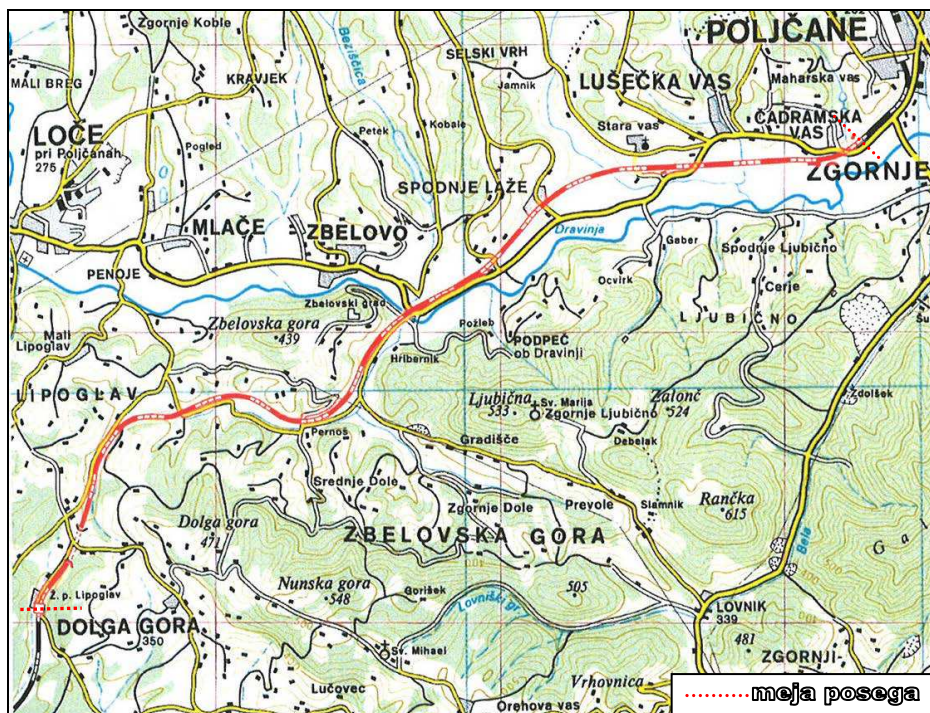 Zgornje Koble
SELSKI VRH
POLJČANE
MALI BREG
KRAVJEK
Bezіščica
Jamnik
LUŠEČKA VAS
Maharska vas
LOČE
pri Poljčanah
275
Pogled
Petek
Kobale
Stara vas
ČADRAMSKA
VAS
SPODNJE LAŽE
ZGORNJE
MLAČE
ZBELOVO
Dravinja
Gaber
Spodnje Ljubično
PENOJE
Ocvirk
Cerje
Zbelovski grad
Zbelovska gora
439
Požleb
LJUBIČNO
Mali
Lipoglav
Hribernik
PODPEČ
ob Dravinji
LIPOGLAV
Ljubična
533
Sv. Marija
Zgornje Ljubično
Žalonč
524
Zdolšek
Pernoš
Gradišče
Debelak
Srednje Dole
Zgornje Dole
Prevole
Slamnik
Rančka
615
Dolga gora
471
ZBELOVSKA GORA
Bela
Ga
Nunska gora
548
Gorišek
505
Ž. p. Lipoglav
Lovniški gr.
LOVNIK
339
DOLGA GORA
350
481
Sv. Mihael
ZGORNJI
Lučovec
Vrhovnica
Orehova vas
meja posega